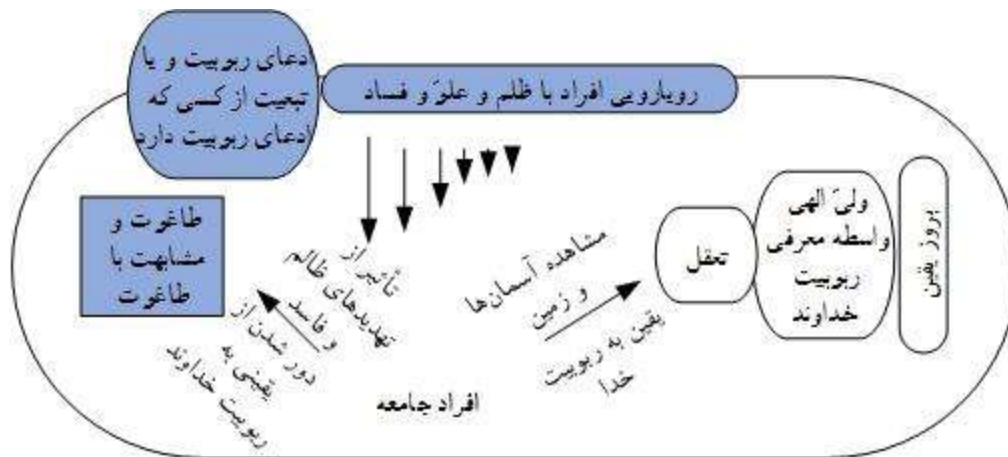 ادعای ربوبیت و یا
تبعیت از کسی که
ادعای ربوبیت دارد
رویارویی افراد با ظلم و علوّ و فساد
طاغوت و
مشابهت با
طاغوت
تأثیر از
تهدیدهای ظالم
و فاسد
دور شدن از
یقینی به
ربوبیت خداوند
مشاهده آسمان‌ها
و زمین
یقین به ربوبیت
خدا
افراد جامعه
تعقل
ولیّ الهی
واسطه معرفی
ربوبیت
خداوند
بروز یقین